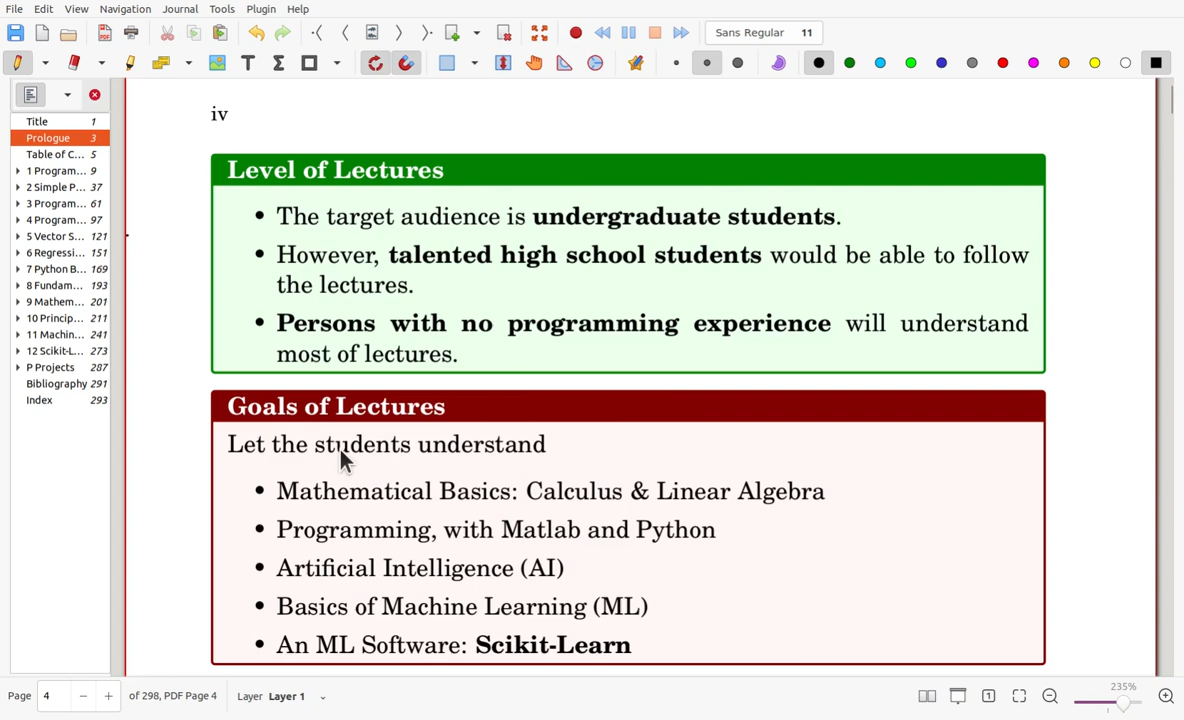 File Edit View Navigation Journal Tools Plugin Help
Sans Regular 11
Title 1
Prologue 3
Table of C... 5
1 Program... 9
2 Simple P... 37
3 Program... 61
4 Program... 97
5 Vector S... 121
6 Regressi... 151
7 Python B... 169
8 Fundam... 193
9 Mathem... 201
10 Princip... 211
11 Machin... 241
12 Scikit-L... 273
P Projects 287
Bibliography 291
Index 293
iv
Level of Lectures
• The target audience is undergraduate students.
• However, talented high school students would be able to follow
the lectures.
• Persons with no programming experience will understand
most of lectures.
Goals of Lectures
Let the students understand
• Mathematical Basics: Calculus & Linear Algebra
• Programming, with Matlab and Python
• Artificial Intelligence (AI)
• Basics of Machine Learning (ML)
• An ML Software: Scikit-Learn
Page 4 of 298, PDF Page 4 Layer Layer 1 235%